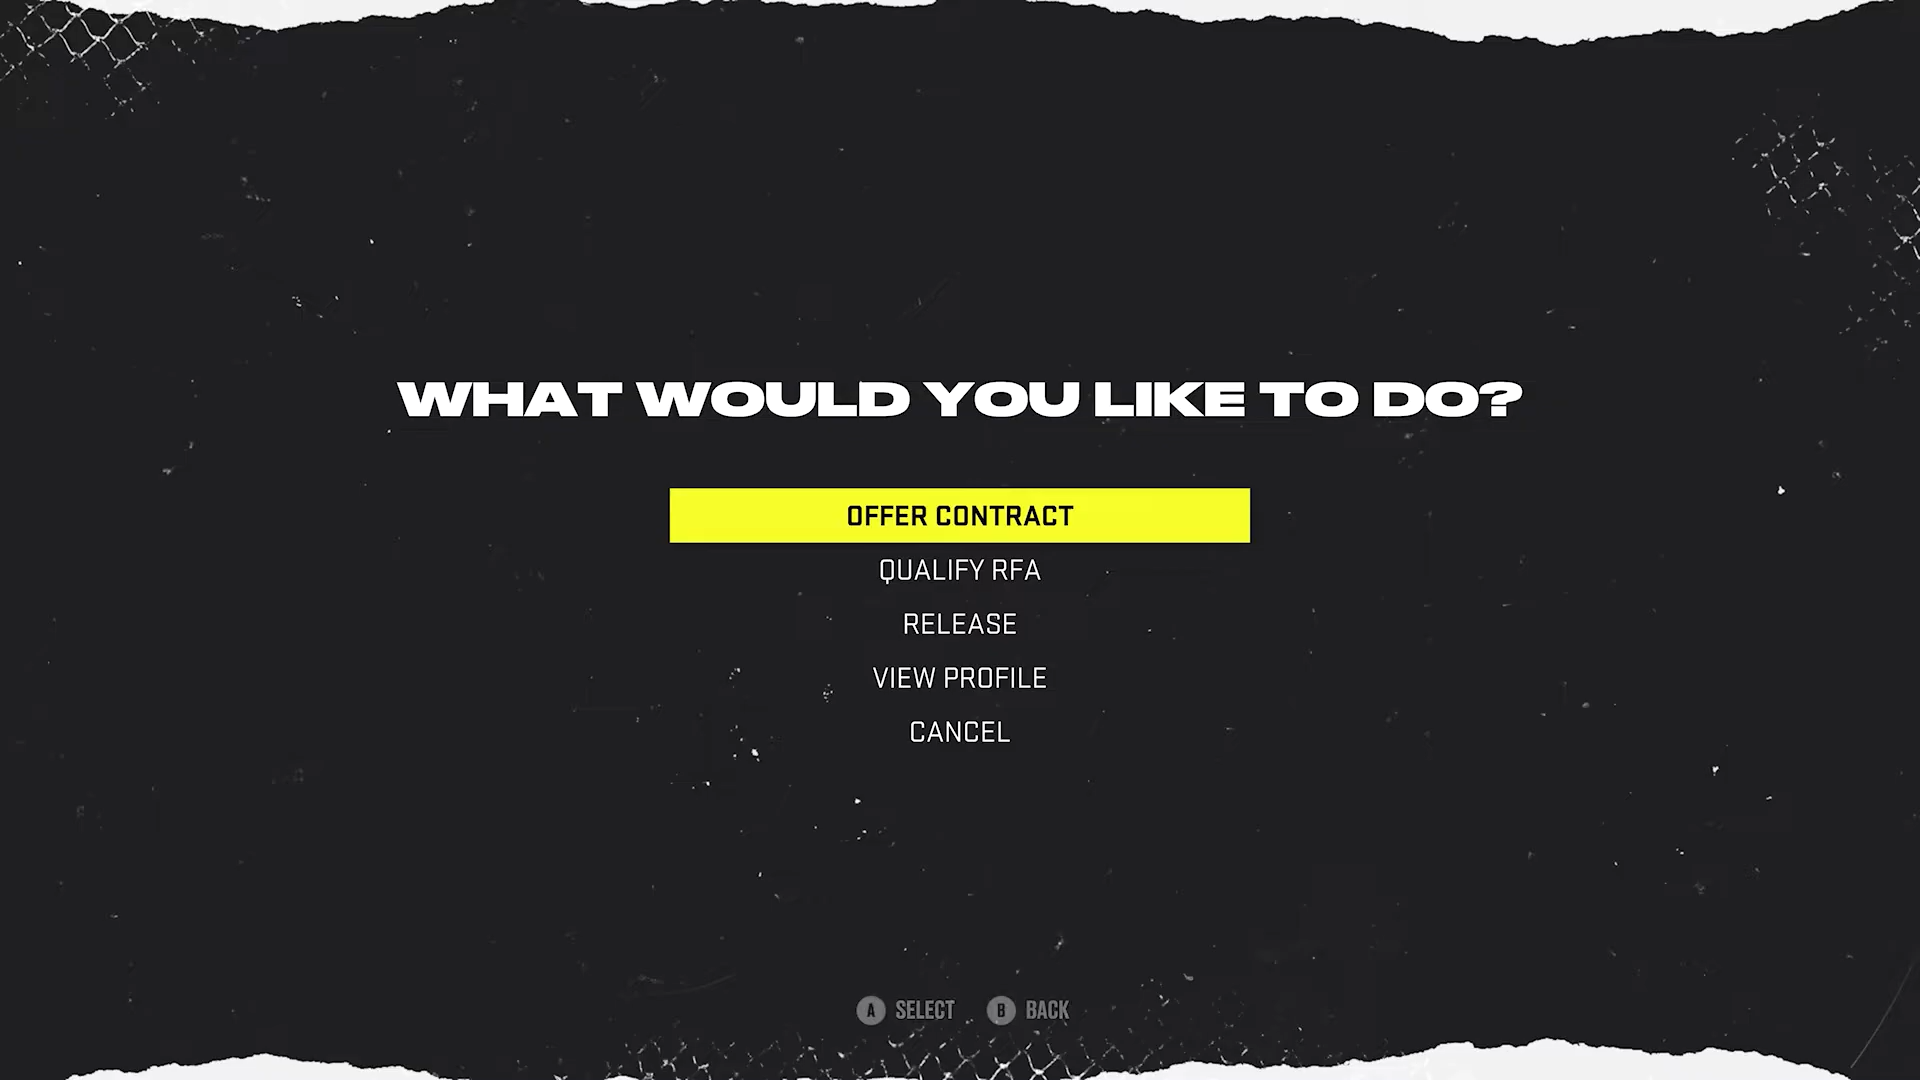 WHAT WOULD YOU LIKE TO DO?
OFFER CONTRACT
QUALIFY RFA
RELEASE
VIEW PROFILE
CANCEL
A SELECT B BACK